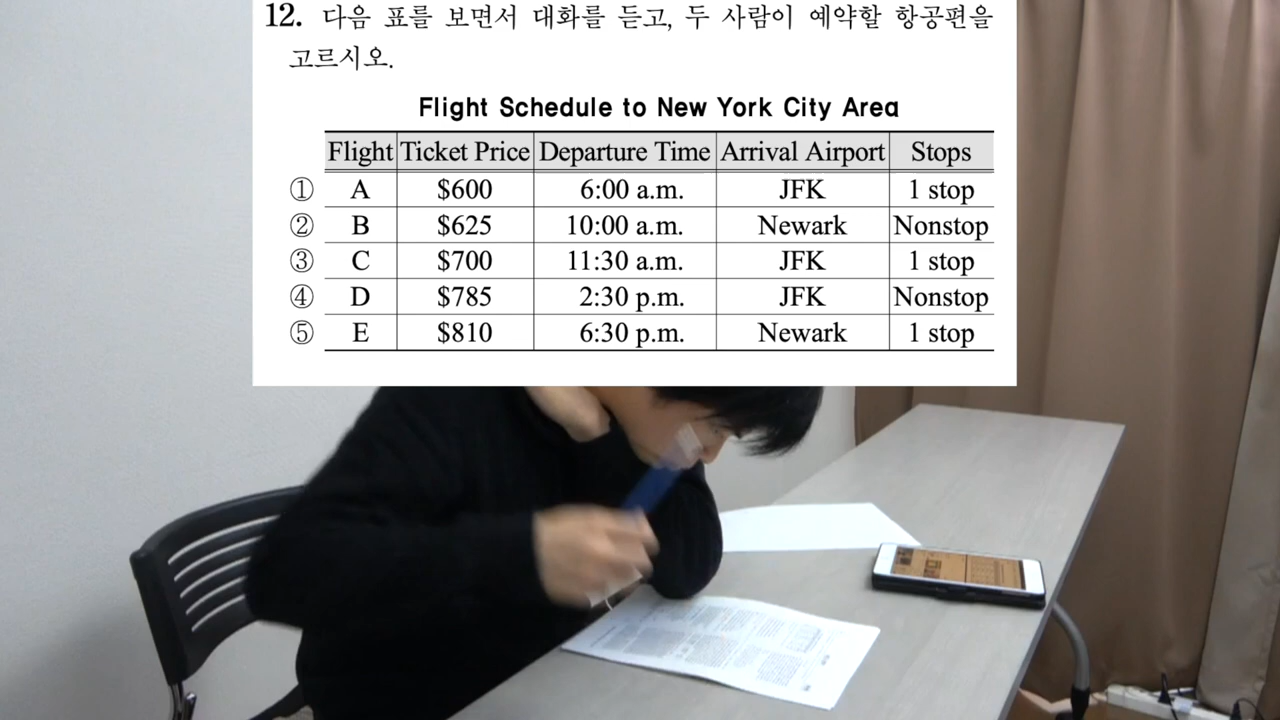 12. 다음 표를 보면서 대화를 듣고, 두 사람이 예약할 항공편을
고르시오.
Flight Schedule to New York City Area
Flight Ticket Price Departure Time Arrival Airport Stops
① A $600 6:00 a.m. JFK 1 stop
② B $625 10:00 a.m. Newark Nonstop
③ C $700 11:30 a.m. JFK 1 stop
④ D $785 2:30 p.m. JFK Nonstop
⑤ E $810 6:30 p.m. Newark 1 stop